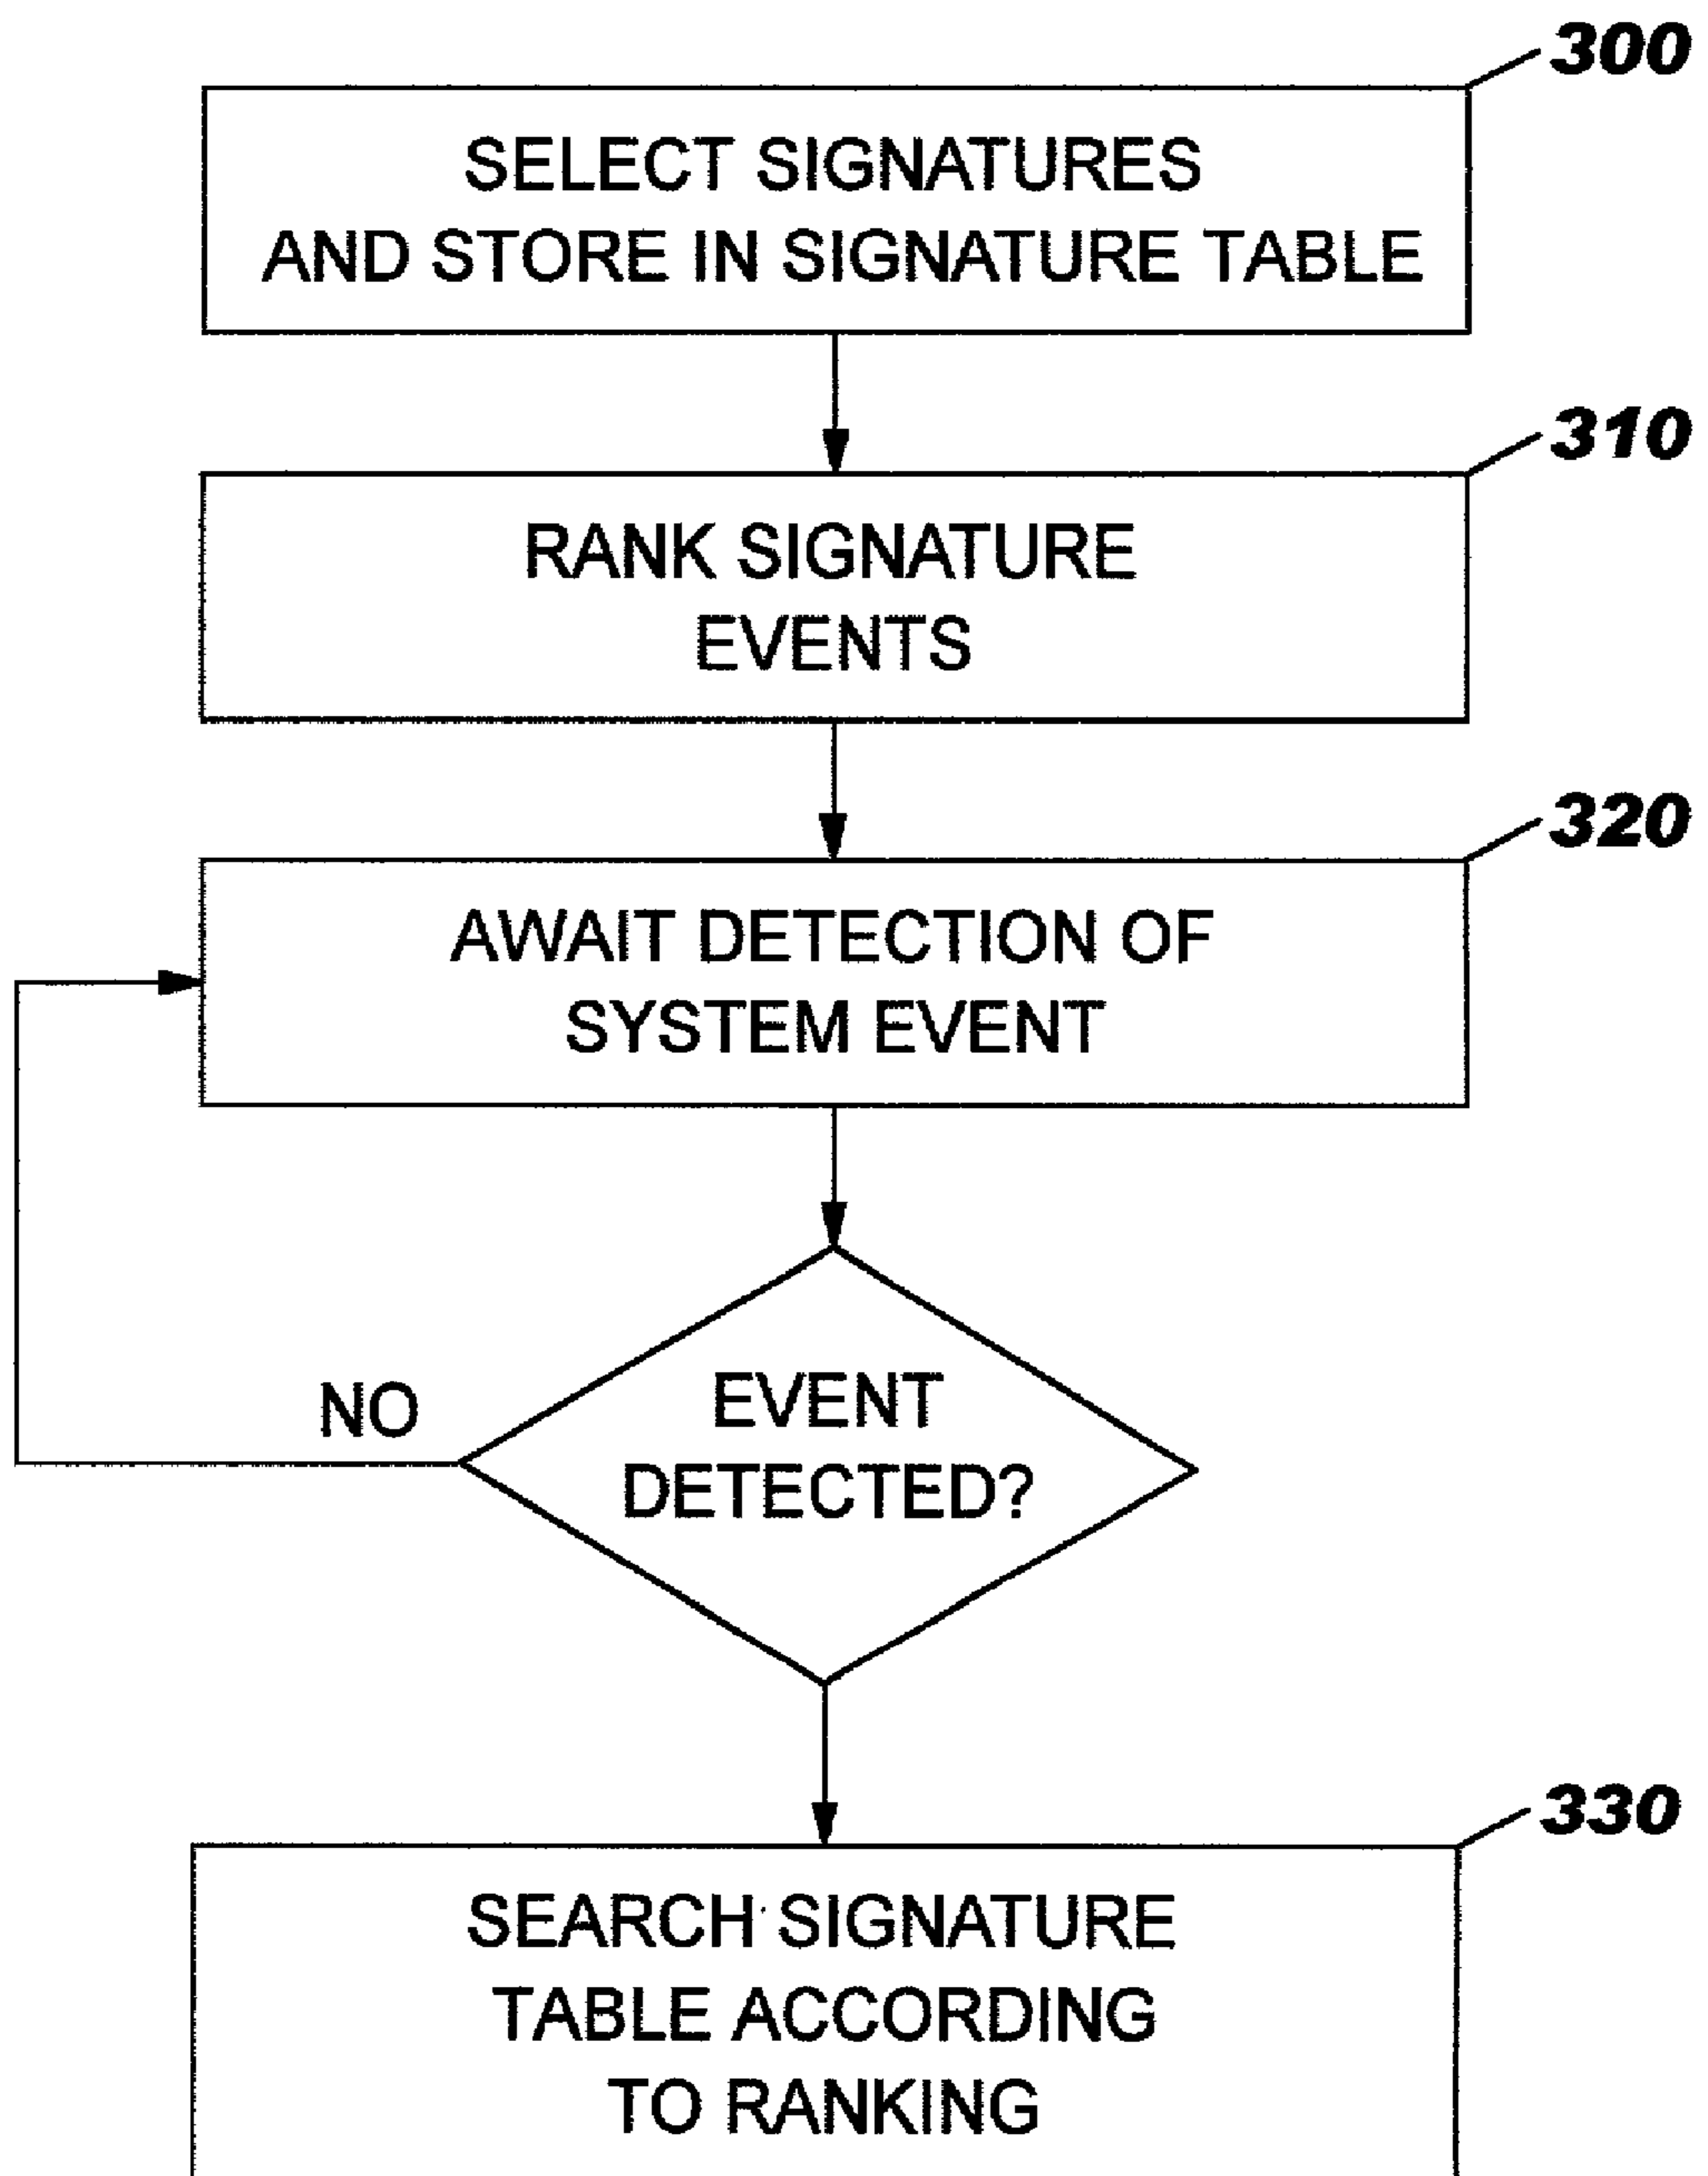 300
SELECT SIGNATURES
AND STORE IN SIGNATURE TABLE
310
RANK SIGNATURE
EVENTS
320
AWAIT DETECTION OF
SYSTEM EVENT
NO
EVENT
DETECTED?
330
SEARCH SIGNATURE
TABLE ACCORDING
TO RANKING